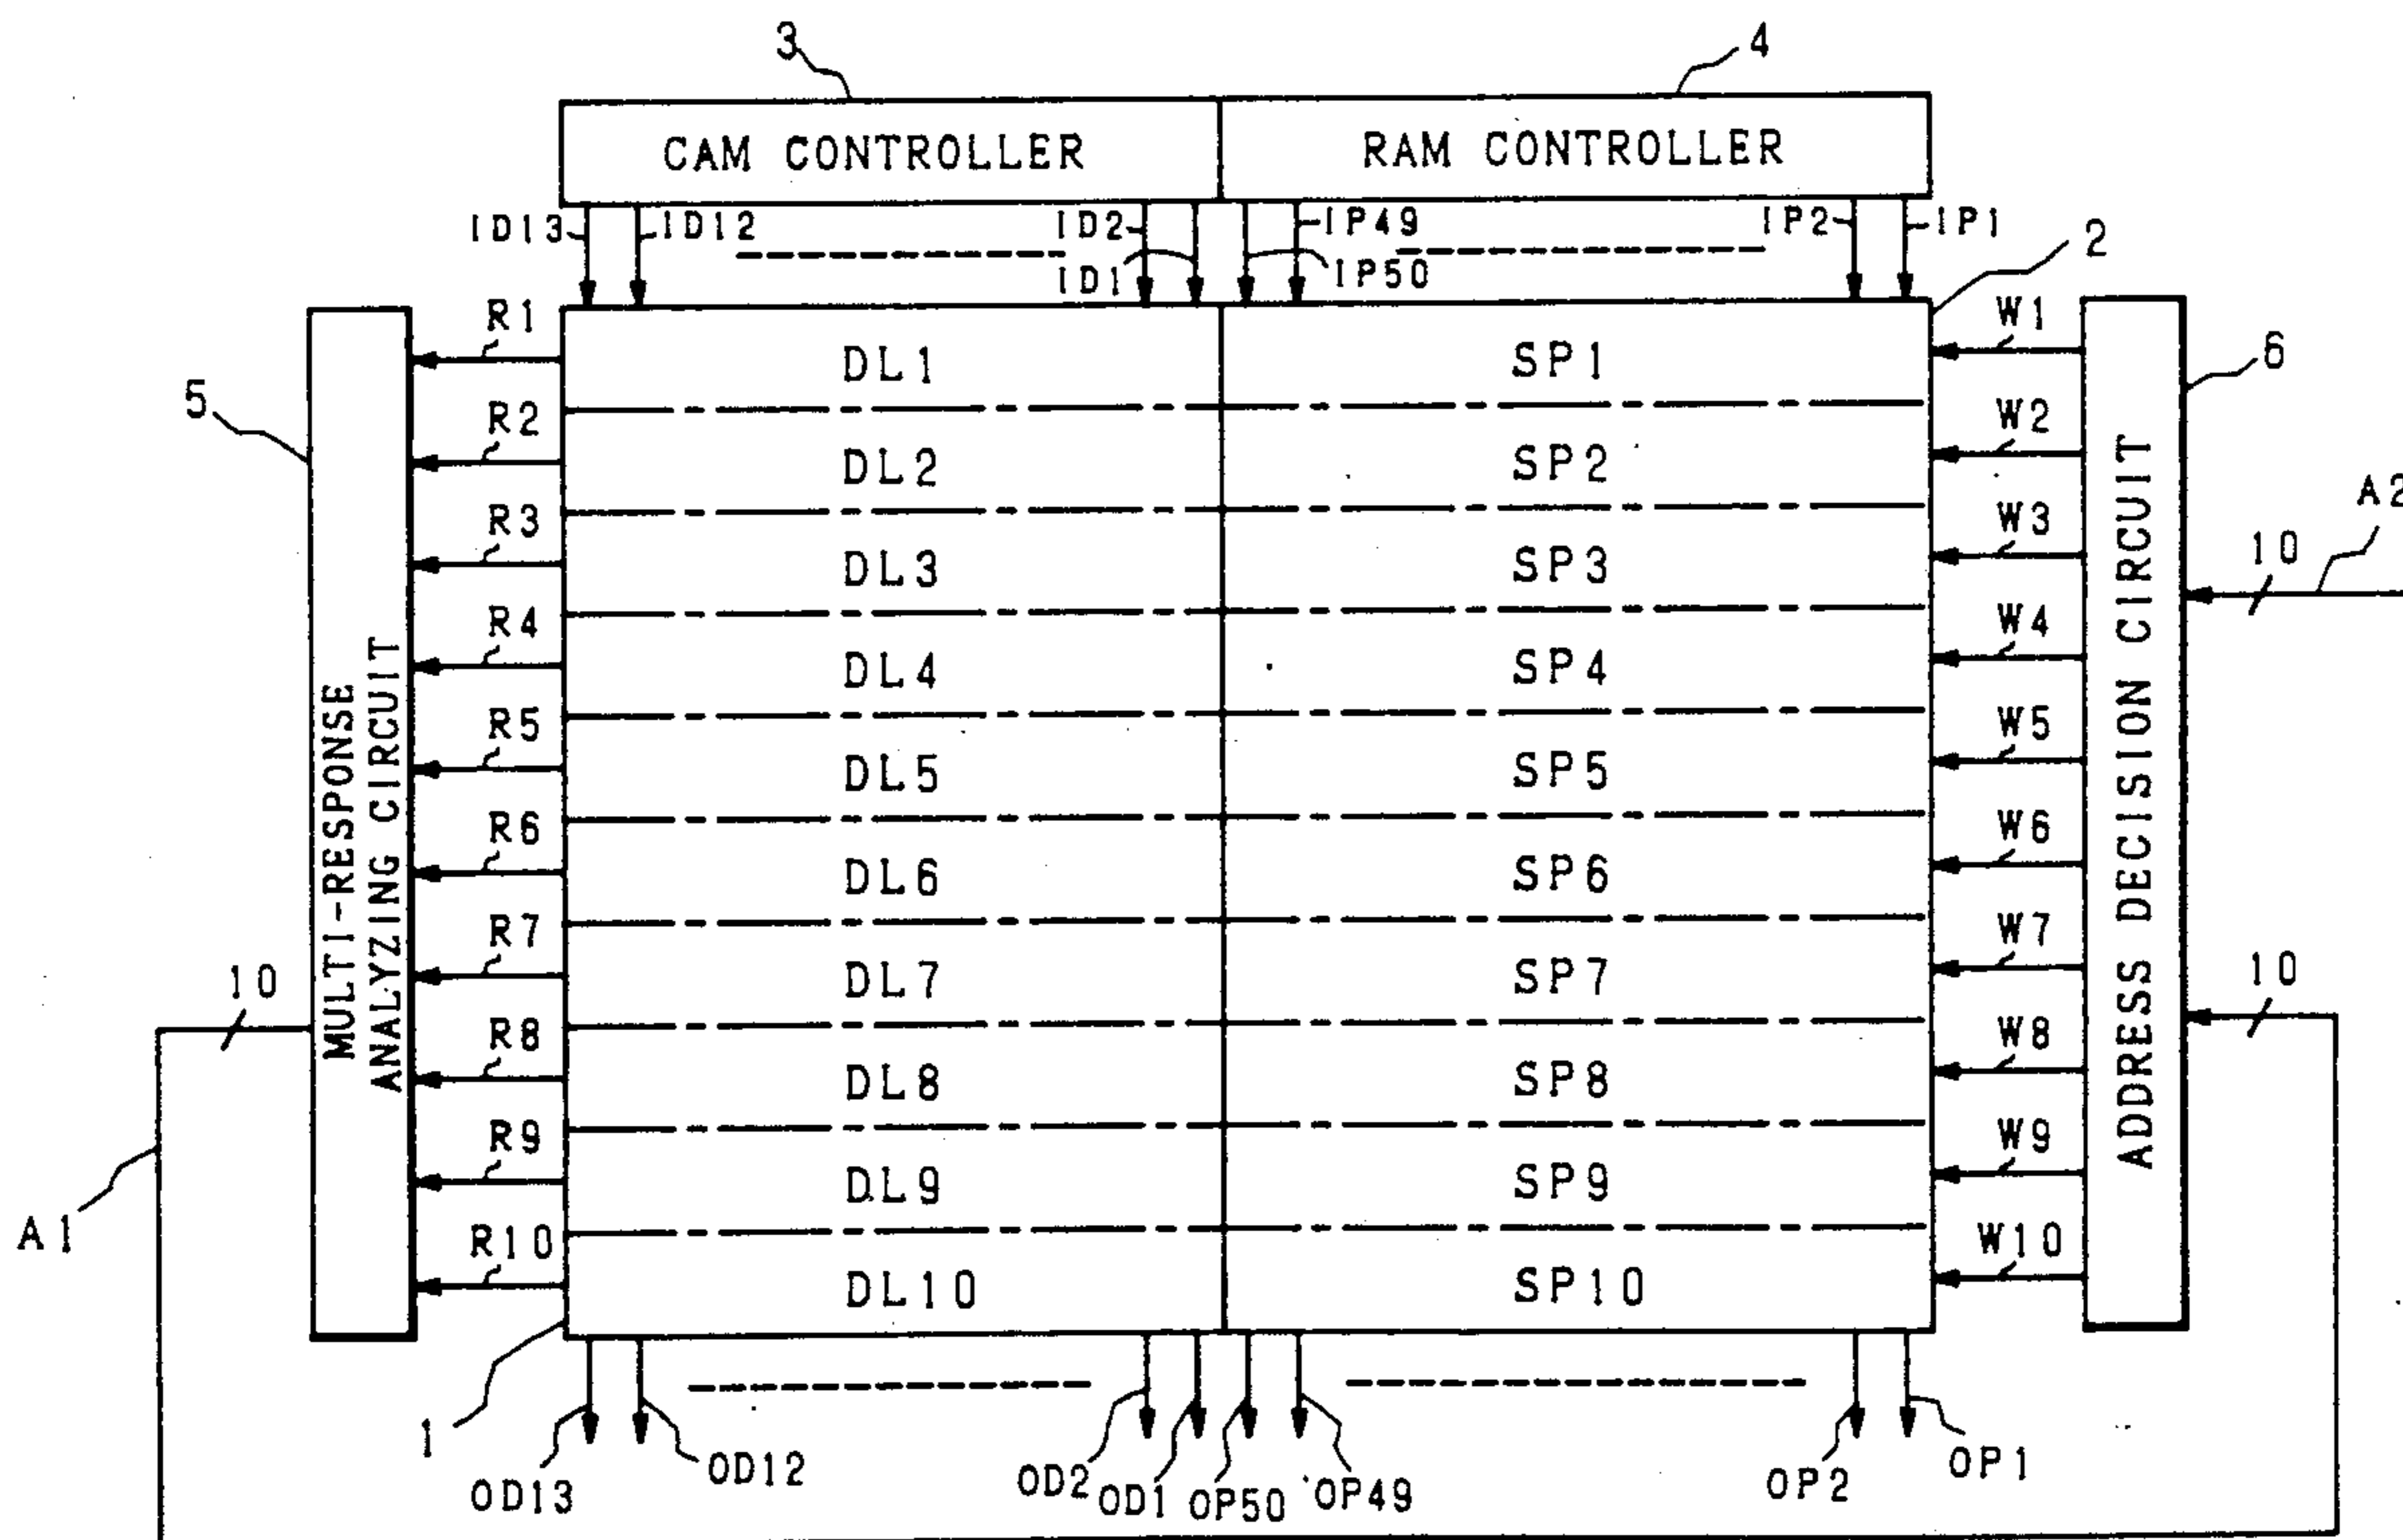 3 4
CAM CONTROLLER RAM CONTROLLER
ID13 ID12 ID2 IP49 IP2 IP1
ID1 IP50 2
R1 W1
DL1 SP1
5 6
R2 W2
DL2 SP2
R3 W3 A2
DL3 SP3 10
R4 W4
DL4 SP4
R5 W5
DL5 SP5
MULTI-RESPONSE
ANALYZING CIRCUIT
ADDRESS DECISION CIRCUIT
R6 W6
DL6 SP6
R7 W7
10 DL7 SP7 10
R8 W8
DL8 SP8
R9 W9
DL9 SP9
A1 R10 W10
DL10 SP10
1
OD13 OD12 OD2 OD1 OP50 OP49 OP2 OP1